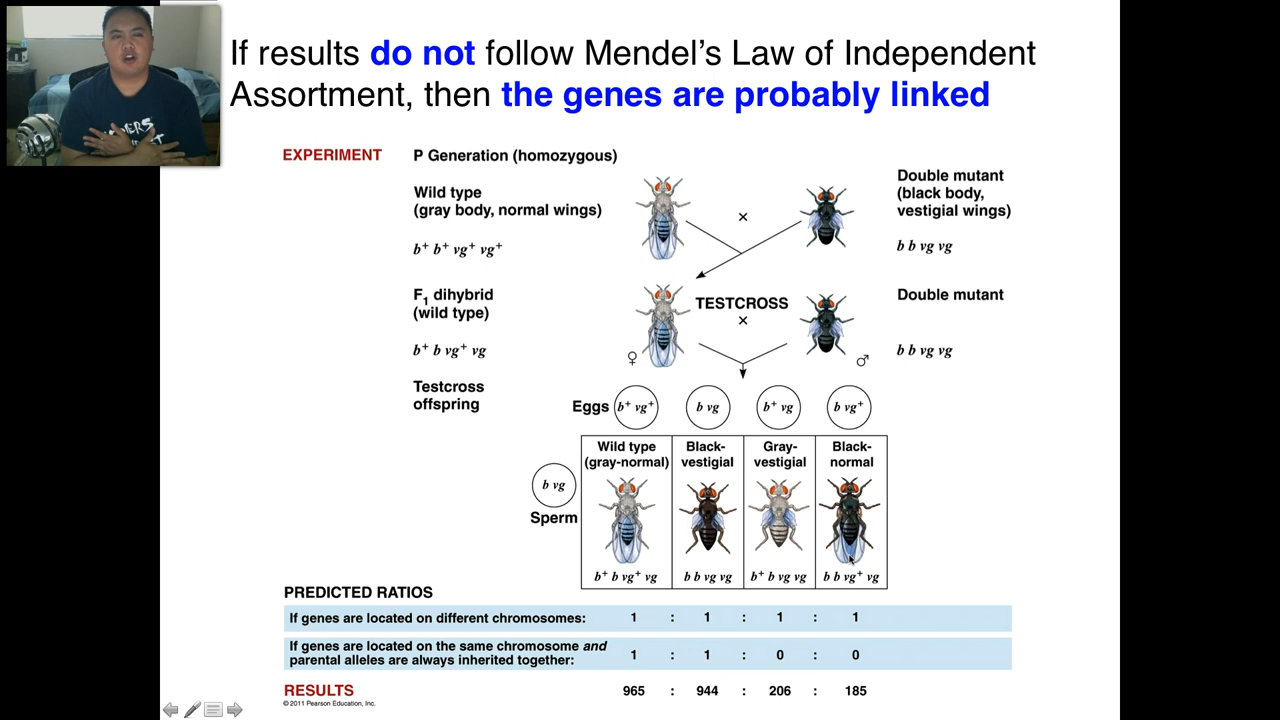 If results do not follow Mendel's Law of Independent
Assortment, then the genes are probably linked
EXPERIMENT
P Generation (homozygous)
Wild type
(gray body, normal wings)
b+ b+ vg+ vg+
×
Double mutant
(black body,
vestigial wings)
b b vg vg
F1 dihybrid
(wild type)
b+ b vg+ vg
TESTCROSS
×
♀
♂
Double mutant
b b vg vg
Testcross
offspring
Eggs
b+ vg+
b vg
b+ vg
b vg+
Wild type
(gray-normal)
Black-
vestigial
Gray-
vestigial
Black-
normal
b vg
Sperm
b+ b vg+ vg
b b vg vg
b+ b vg vg
b b vg+ vg
PREDICTED RATIOS
If genes are located on different chromosomes: 1 : 1 : 1 : 1
If genes are located on the same chromosome and
parental alleles are always inherited together: 1 : 1 : 0 : 0
RESULTS 965 : 944 : 206 : 185
© 2011 Pearson Education, Inc.